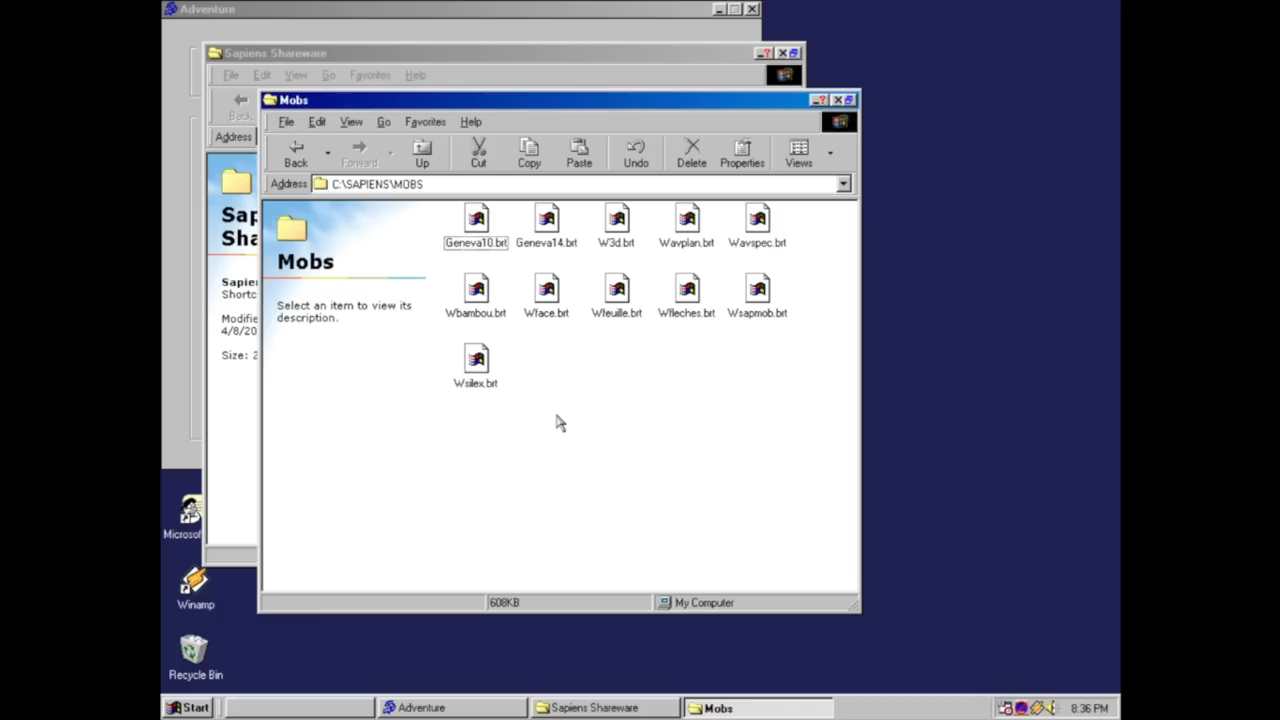 Adventure
Sapiens Shareware
File Edit View Go Favorites Help
Mobs
Back
File Edit View Go Favorites Help
Address
Back Forward Up Cut Copy Paste Undo Delete Properties Views
Address C:\SAPIENS\MOBS
Sap
Sha
Mobs
Geneva10.brt Geneva14.brt W3d.brt Wavplan.brt Wavspec.brt
Sapie
Shortc
Select an item to view its
description.
Wbambou.brt Wface.brt Wfeuille.brt Wfleches.brt Wsapmob.brt
Modifie
4/8/20
Size: 2
Wsilex.brt
Microsof
Winamp
608KB My Computer
Recycle Bin
Start Adventure Sapiens Shareware Mobs 8:36 PM